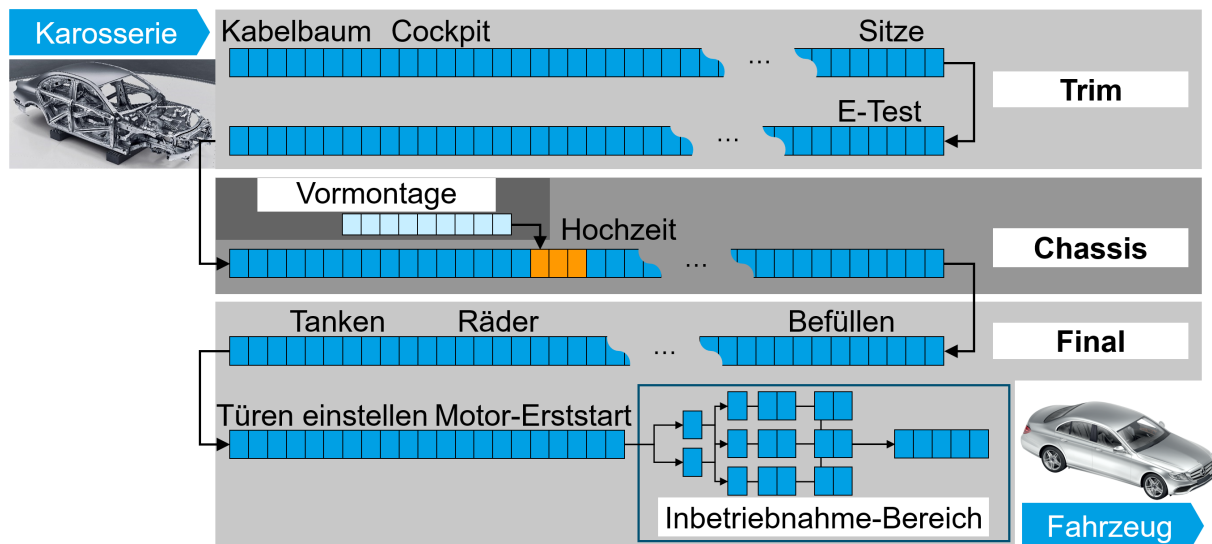 Karosserie
Kabelbaum Cockpit
Sitze
...
Trim
E-Test
...
Vormontage
Hochzeit
...
Chassis
Tanken Räder Befüllen
...
Final
Türen einstellen Motor-Erststart
Inbetriebnahme-Bereich
Fahrzeug